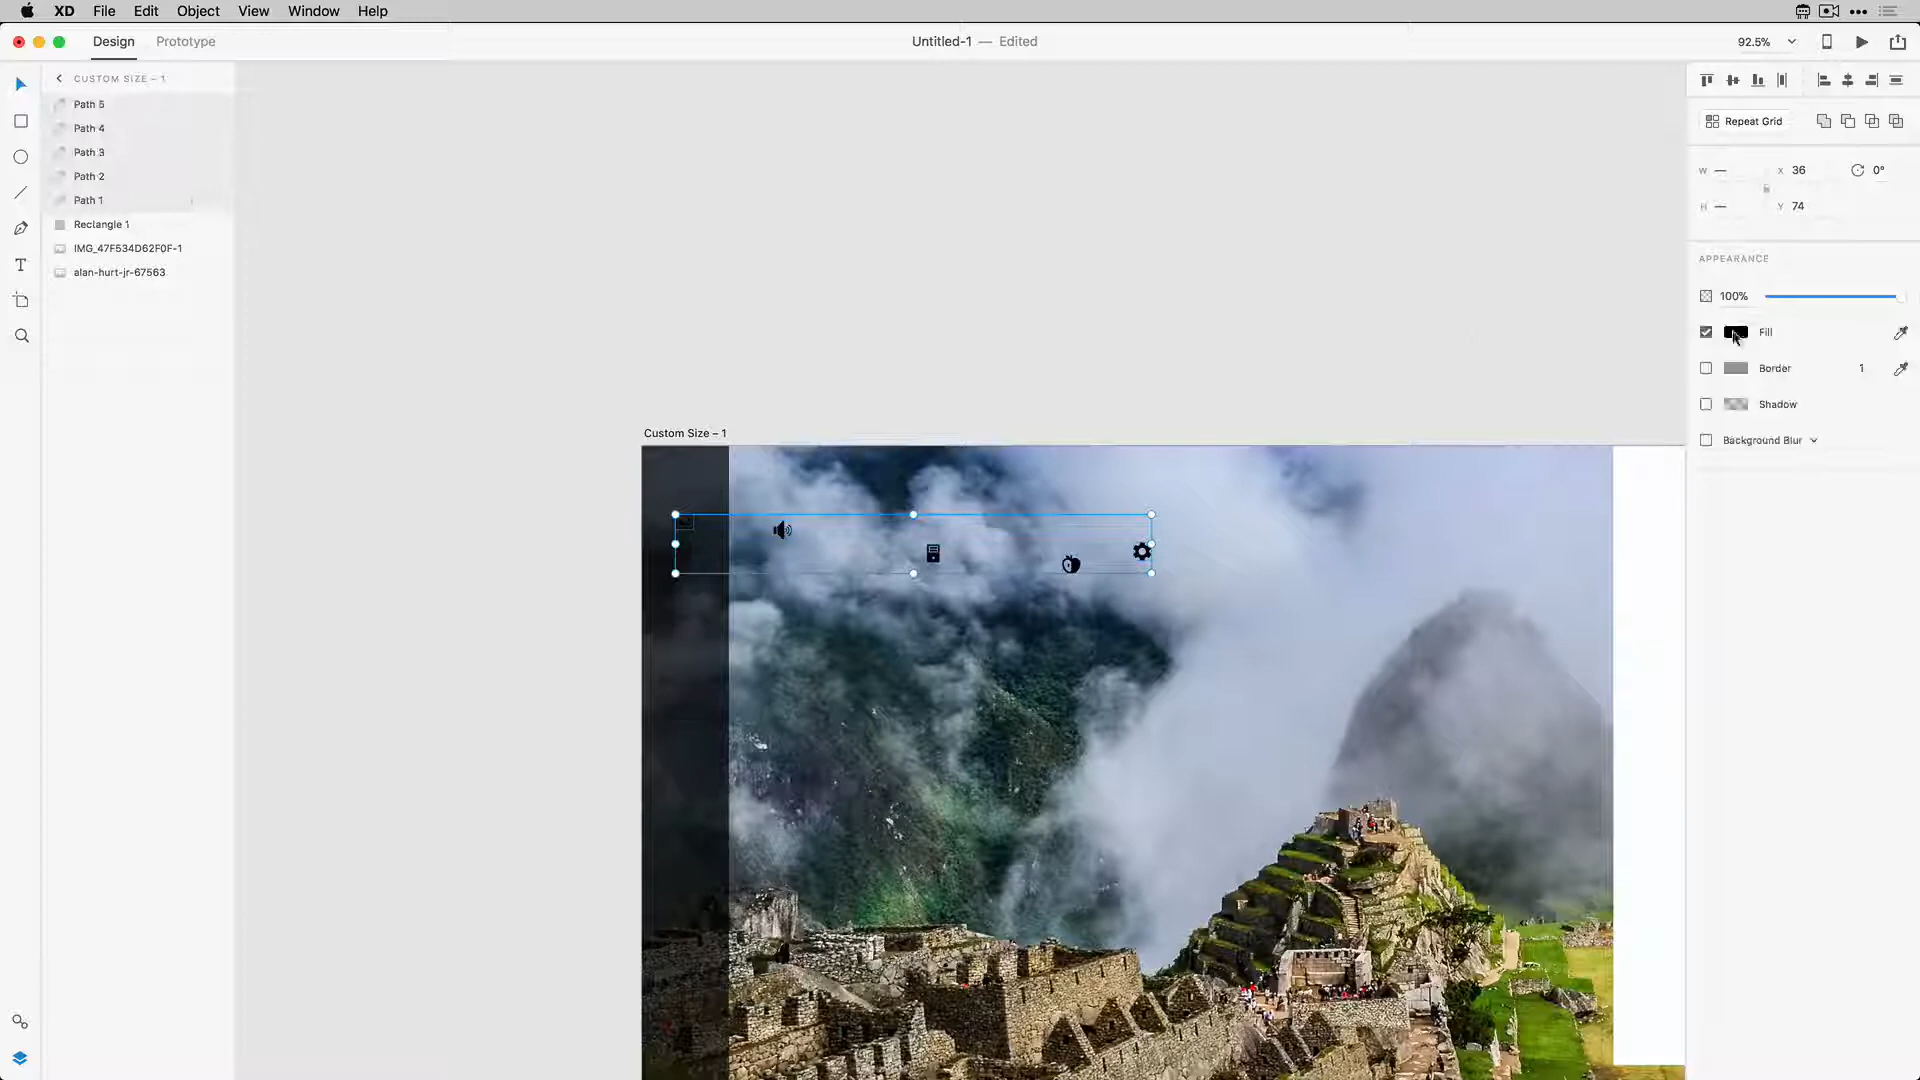 XD File Edit Object View Window Help
Design Prototype
Untitled-1 — Edited
92.5%
CUSTOM SIZE – 1
Path 5
Path 4
Path 3
Path 2
Path 1
Rectangle 1
IMG_47F534D62F0F-1
alan-hurt-jr-67563
Custom Size – 1
Repeat Grid
W — X 36 0°
H — Y 74
APPEARANCE
100%
Fill
Border 1
Shadow
Background Blur